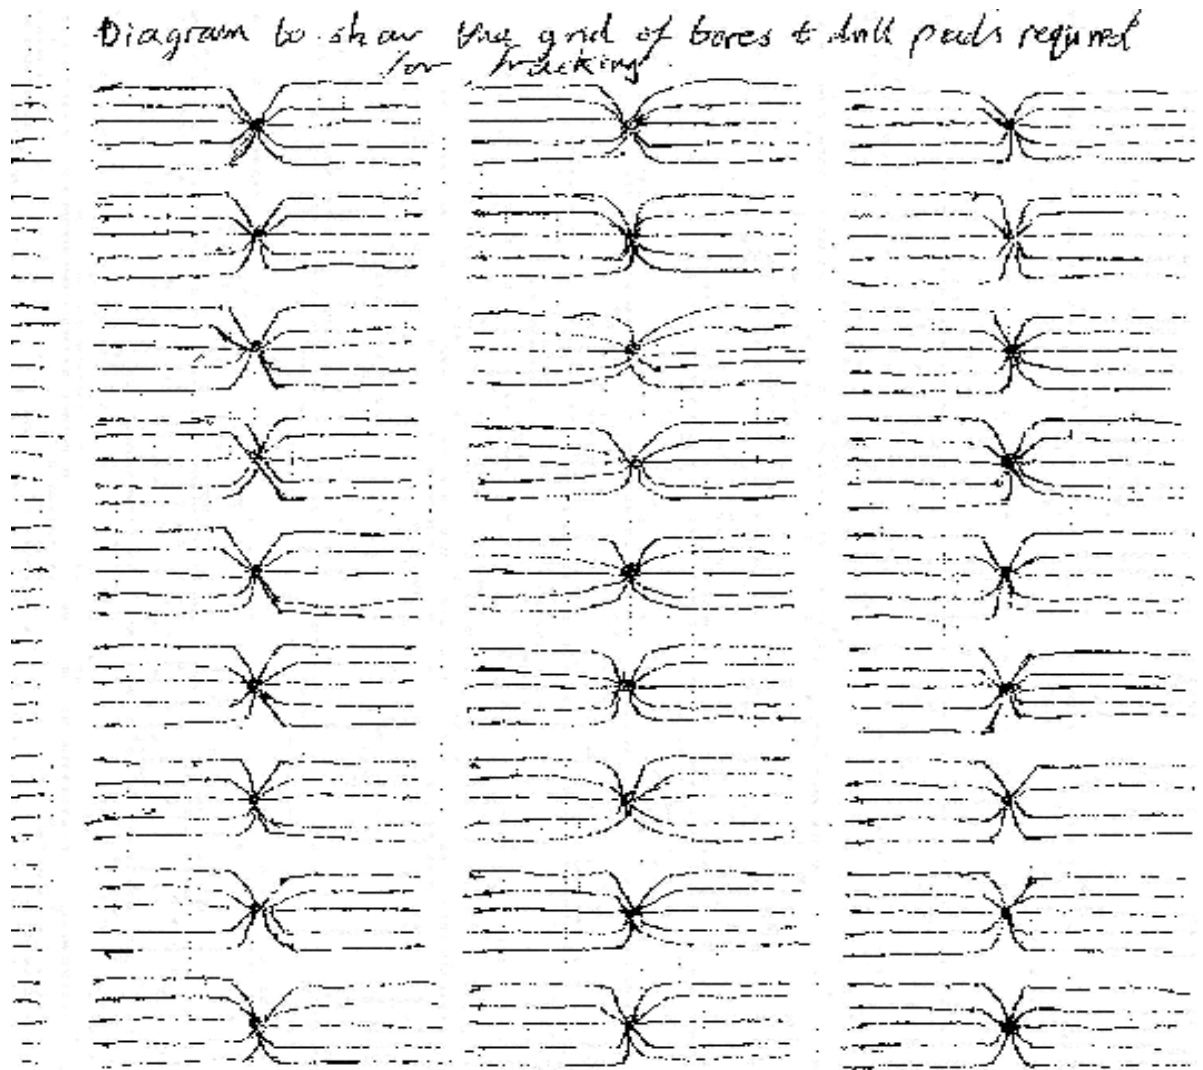 Diagram to show the grid of bores & drill pads required
for fracking